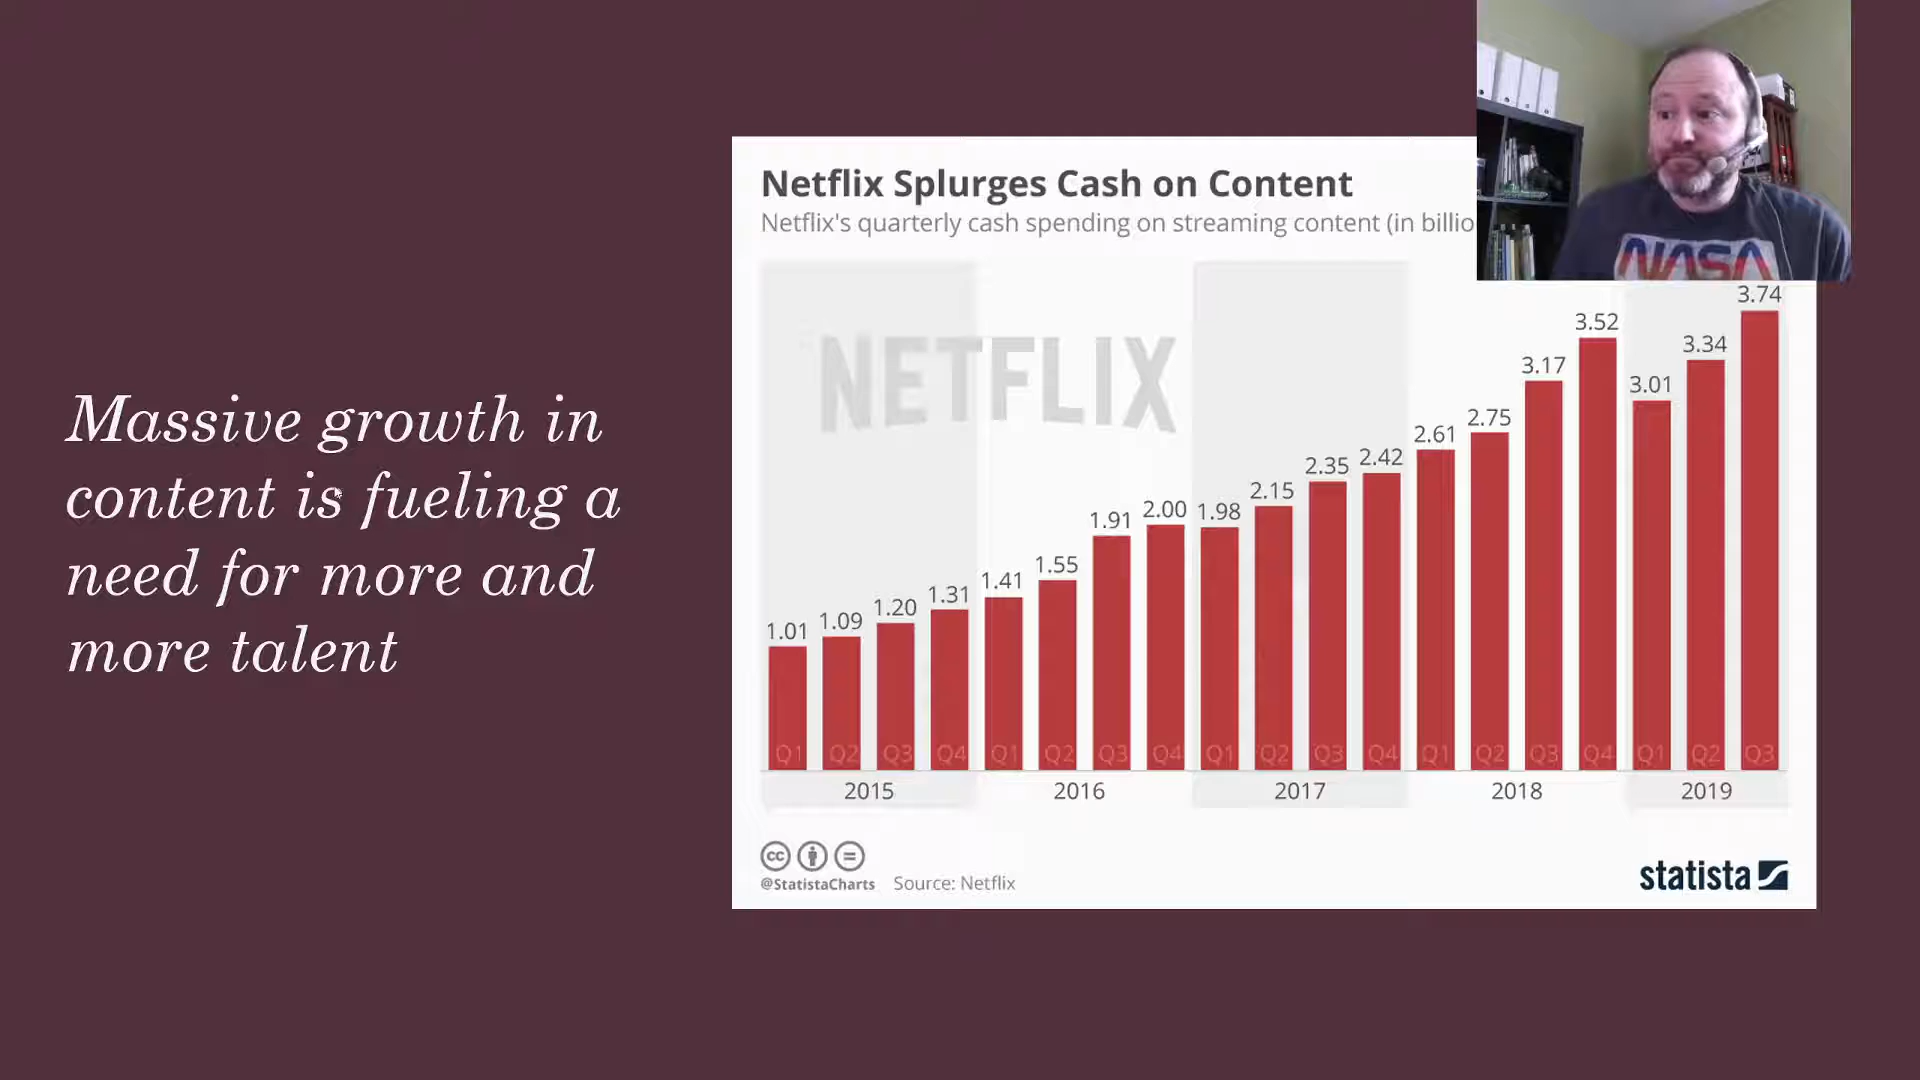 Massive growth in
content is fueling a
need for more and
more talent
Netflix Splurges Cash on Content
Netflix's quarterly cash spending on streaming content (in billio
NETFLIX
1.01 1.09 1.20 1.31 1.41 1.55 1.91 2.00 1.98 2.15 2.35 2.42 2.61 2.75 3.17 3.52 3.01 3.34 3.74
Q1 Q2 Q3 Q4 Q1 Q2 Q3 Q4 Q1 Q2 Q3 Q4 Q1 Q2 Q3 Q4 Q1 Q2 Q3
2015 2016 2017 2018 2019
cc
@StatistaCharts Source: Netflix
statista
NASA